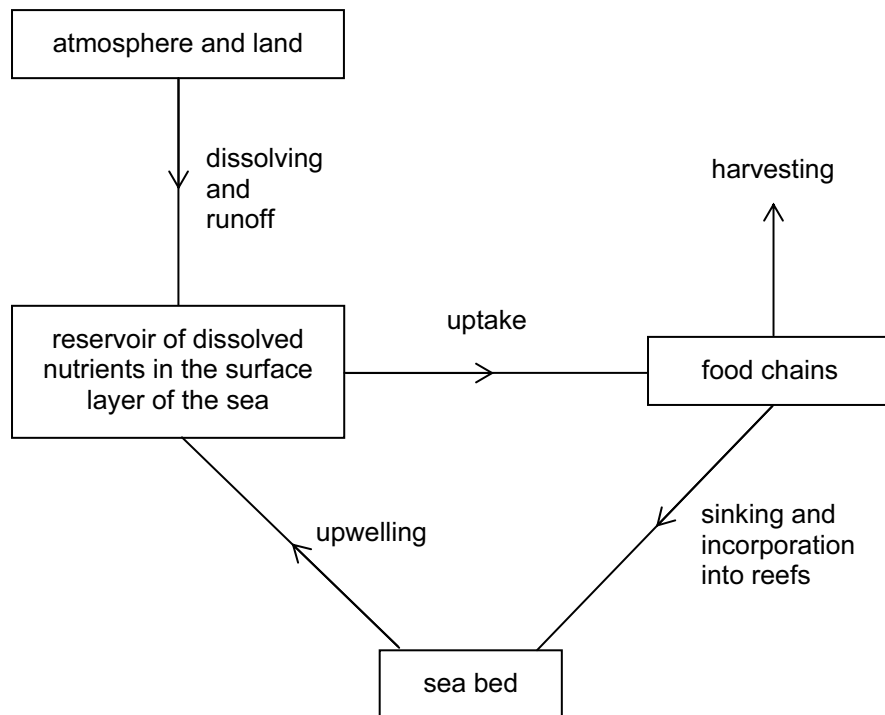 atmosphere and land
dissolving
and
runoff
harvesting
reservoir of dissolved
nutrients in the surface
layer of the sea
uptake
food chains
upwelling
sinking and
incorporation
into reefs
sea bed